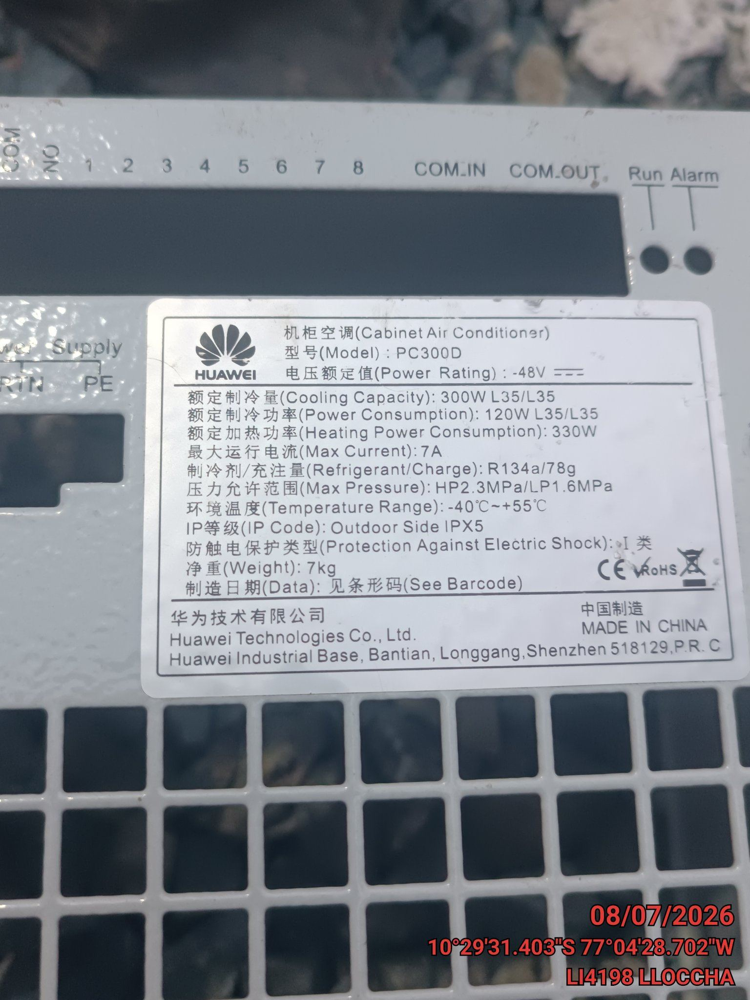 COM NO 1 2 3 4 5 6 7 8 COM_IN COM_OUT Run Alarm
Supply
RTN PE
HUAWEI
机柜空调(Cabinet Air Conditioner)
型号(Model) : PC300D
电压额定值(Power Rating) : -48V
额定制冷量(Cooling Capacity): 300W L35/L35
额定制冷功率(Power Consumption): 120W L35/L35
额定加热功率(Heating Power Consumption): 330W
最大运行电流(Max Current): 7A
制冷剂/充注量(Refrigerant/Charge): R134a/78g
压力允许范围(Max Pressure): HP2.3MPa/LP1.6MPa
环境温度(Temperature Range): -40℃~+55℃
IP等级(IP Code): Outdoor Side IPX5
防触电保护类型(Protection Against Electric Shock): I 类
净重(Weight): 7kg
CE RoHS
制造日期(Data): 见条形码(See Barcode)
华为技术有限公司
中国制造
Huawei Technologies Co., Ltd.
MADE IN CHINA
Huawei Industrial Base, Bantian, Longgang,Shenzhen 518129,P.R. C
08/07/2026
10°29'31.403"S 77°04'28.702"W
LI4198 LLOCCHA